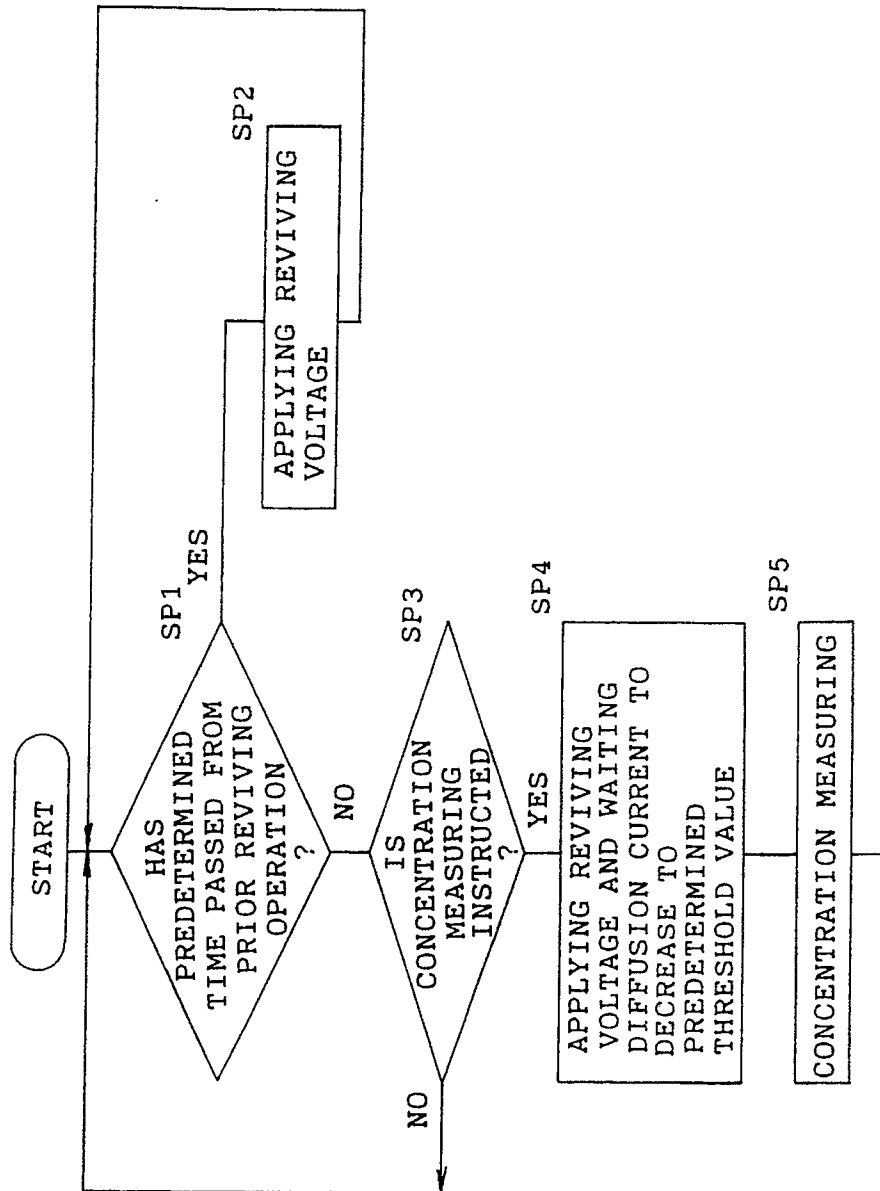 START
SP1
HAS
PREDETERMINED
TIME PASSED FROM
PRIOR REVIVING
OPERATION
?
YES
SP2
APPLYING REVIVING
VOLTAGE
NO
SP3
IS
CONCENTRATION
MEASURING
INSTRUCTED
?
NO
YES
SP4
APPLYING REVIVING
VOLTAGE AND WAITING
DIFFUSION CURRENT TO
DECREASE TO
PREDETERMINED
THRESHOLD VALUE
SP5
CONCENTRATION MEASURING